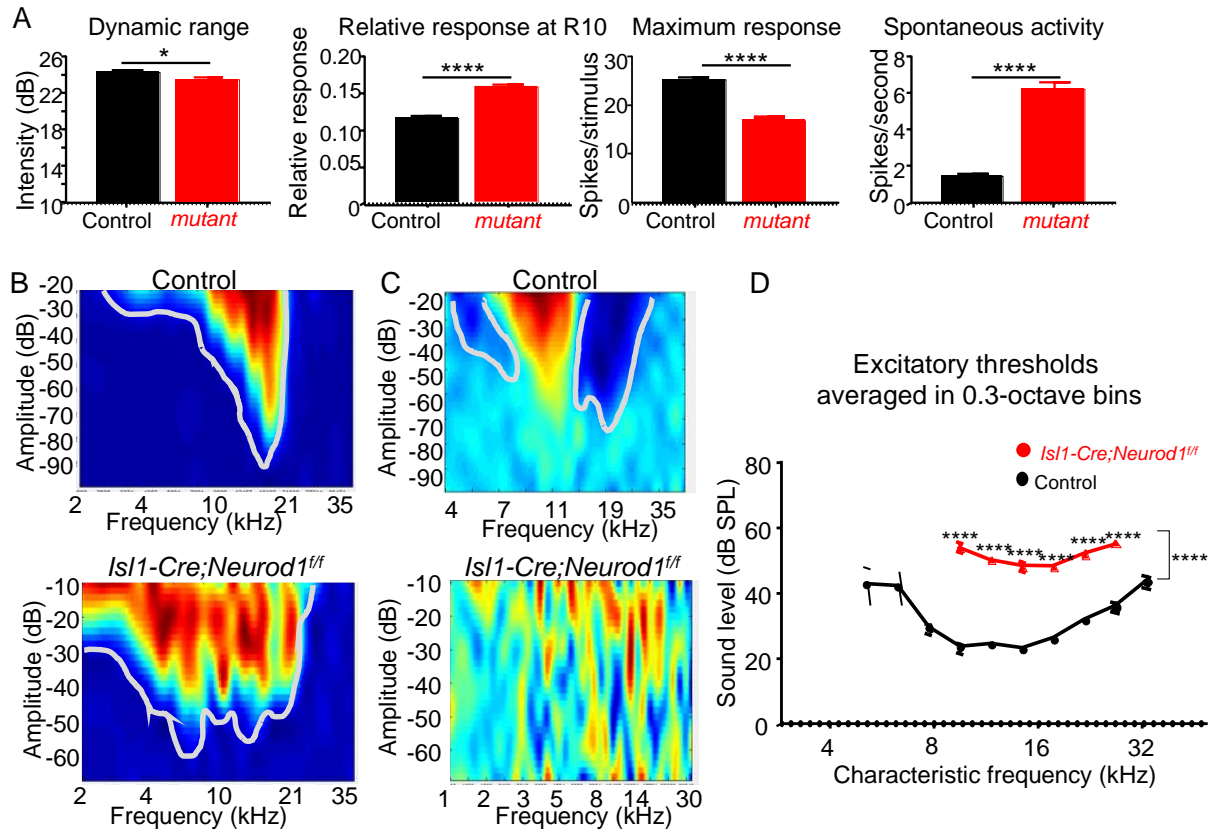 A
Dynamic range
*
Intensity (dB)
26
22
18
14
10
Control
mutant
Relative response at R10
****
Relative response
0.20
0.15
0.10
0.05
0
Control
mutant
Maximum response
****
Spikes/stimulus
30
20
10
0
Control
mutant
Spontaneous activity
****
Spikes/second
8
6
4
2
0
Control
mutant
B
Control
Amplitude (dB)
-20
-30
-40
-50
-60
-70
-80
-90
2 4 10 21 35
Frequency (kHz)
Isl1-Cre;Neurod1f/f
Amplitude (dB)
-10
-20
-30
-40
-50
-60
2 4 10 21 35
Frequency (kHz)
C
Control
Amplitude (dB)
-20
-30
-40
-50
-60
-70
-80
-90
4 7 11 19 35
Frequency (kHz)
Isl1-Cre;Neurod1f/f
Amplitude (dB)
-10
-20
-30
-40
-50
-60
1 2 3 5 8 14 30
Frequency (kHz)
D
Excitatory thresholds
averaged in 0.3-octave bins
Isl1-Cre;Neurod1f/f
Control
Sound level (dB SPL)
80
60
40
20
0
**** **** **** **** **** ****
****
4 8 16 32
Characteristic frequency (kHz)